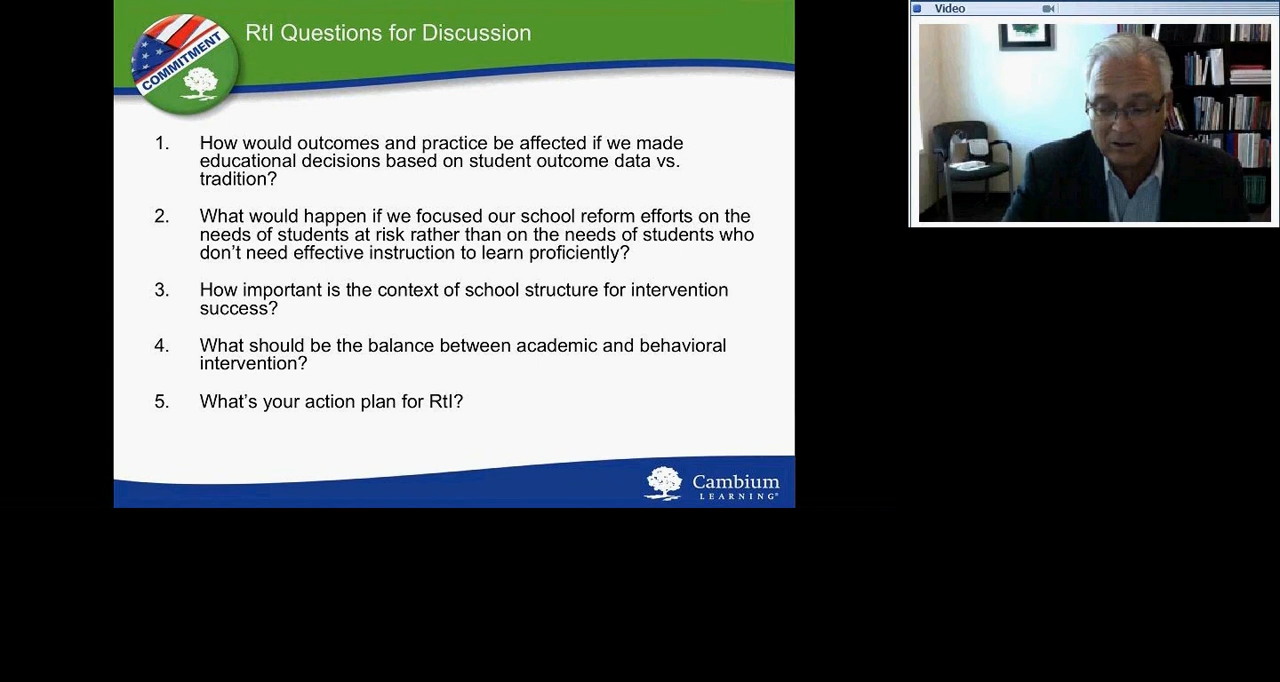 RtI Questions for Discussion
COMMITMENT
1. How would outcomes and practice be affected if we made
educational decisions based on student outcome data vs.
tradition?
2. What would happen if we focused our school reform efforts on the
needs of students at risk rather than on the needs of students who
don’t need effective instruction to learn proficiently?
3. How important is the context of school structure for intervention
success?
4. What should be the balance between academic and behavioral
intervention?
5. What’s your action plan for RtI?
Cambium
LEARNING®
Video